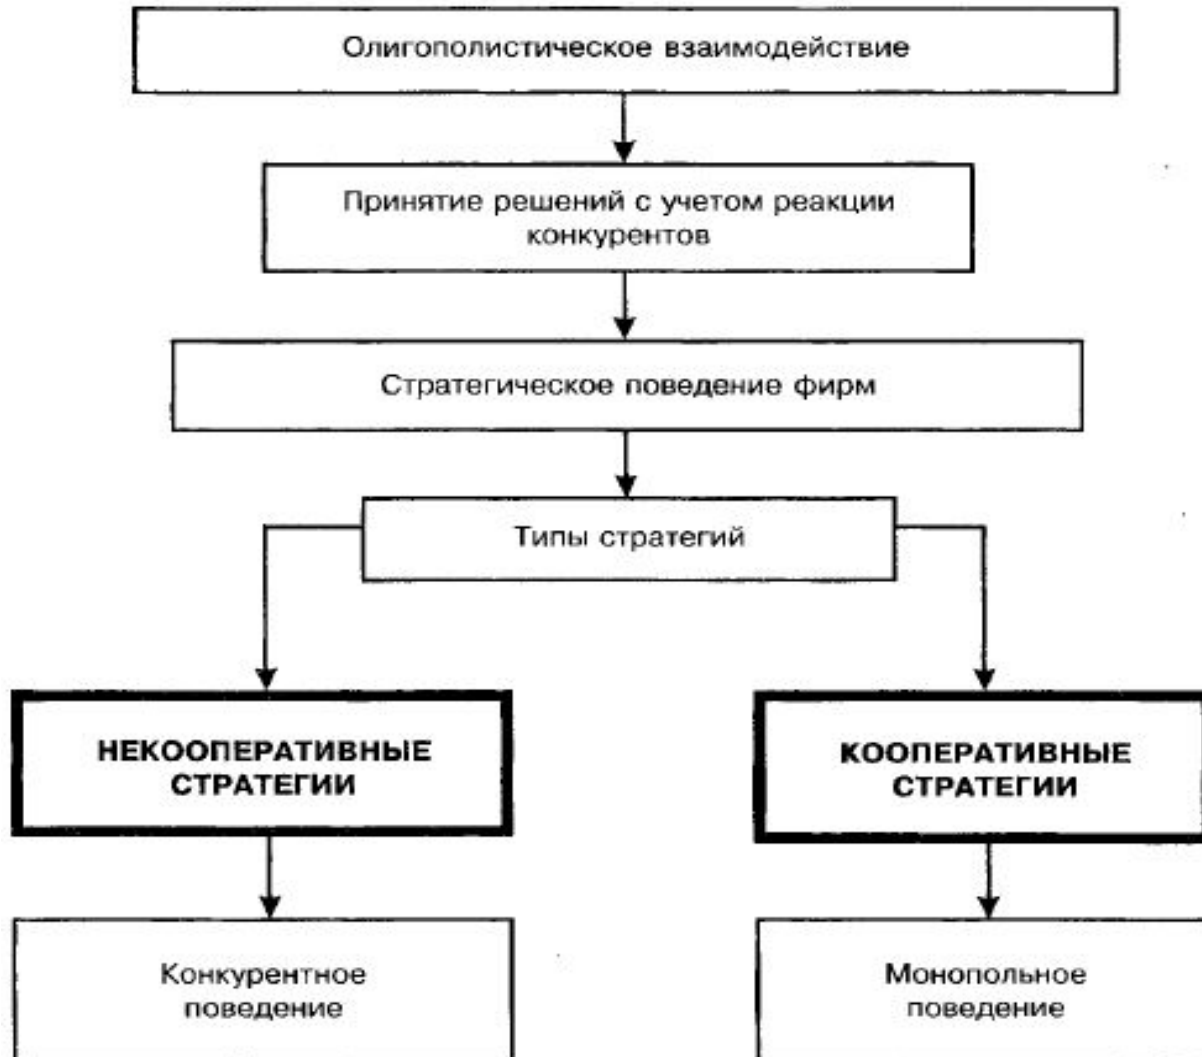 Олигополистическое взаимодействие
Принятие решений с учетом реакции
конкурентов
Стратегическое поведение фирм
Типы стратегий
НЕКООПЕРАТИВНЫЕ
СТРАТЕГИИ
КООПЕРАТИВНЫЕ
СТРАТЕГИИ
Конкурентное
поведение
Монопольное
поведение